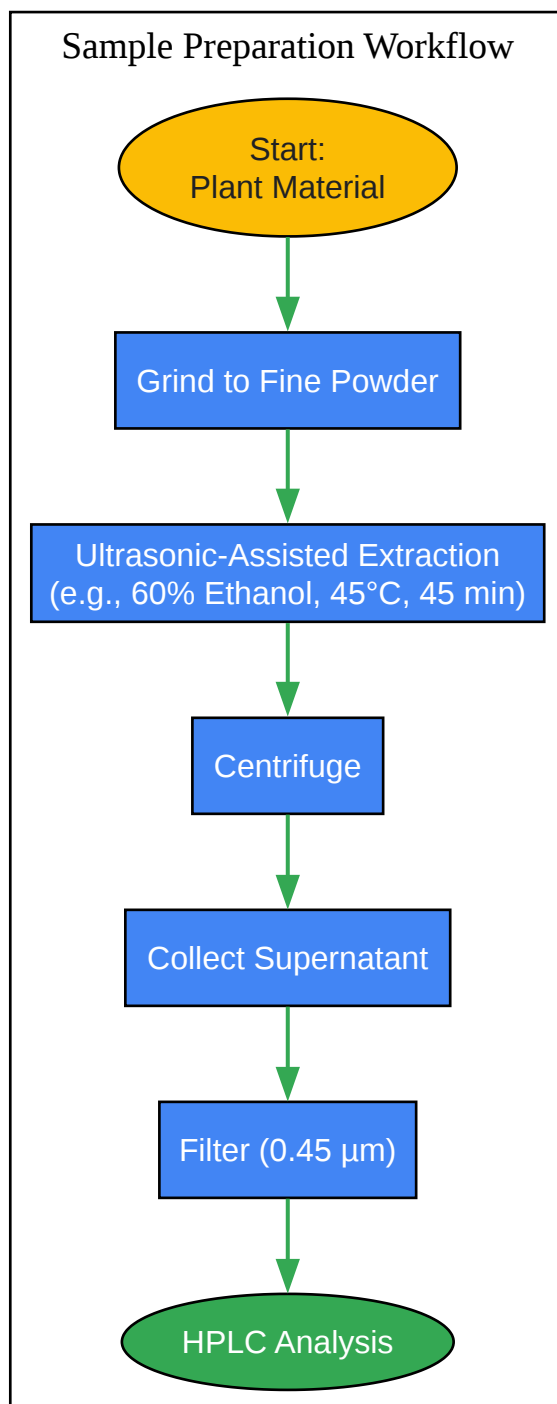 Sample Preparation Workflow
Start:
Plant Material
Grind to Fine Powder
Ultrasonic-Assisted Extraction
(e.g., 60% Ethanol, 45°C, 45 min)
Centrifuge
Collect Supernatant
Filter (0.45 µm)
HPLC Analysis